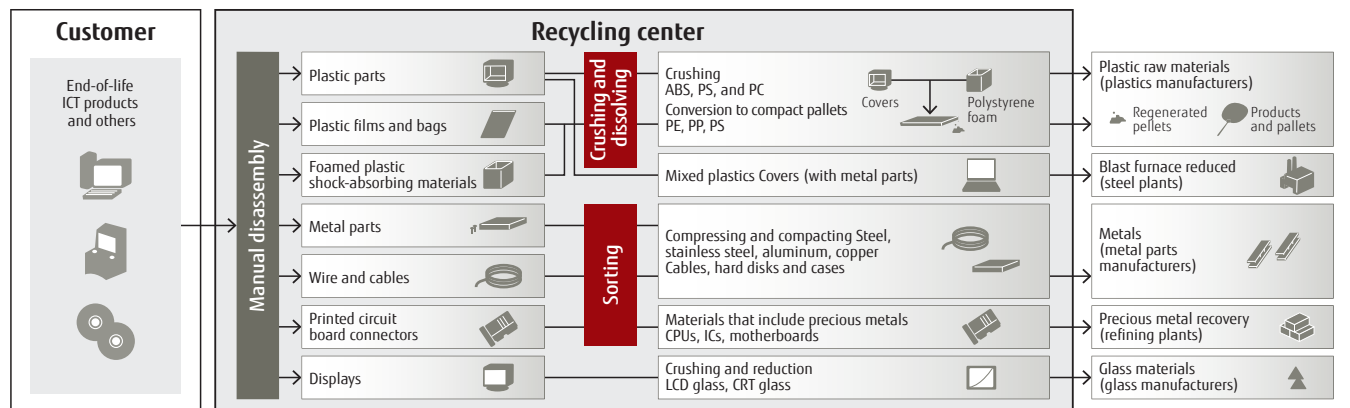 Customer
End-of-life
ICT products
and others
Recycling center
Manual disassembly
Plastic parts
Plastic films and bags
Foamed plastic
shock-absorbing materials
Metal parts
Wire and cables
Printed circuit
board connectors
Displays
Crushing and
dissolving
Sorting
Crushing
ABS, PS, and PC
Conversion to compact pallets
PE, PP, PS
Covers
Polystyrene
foam
Mixed plastics Covers (with metal parts)
Compressing and compacting Steel,
stainless steel, aluminum, copper
Cables, hard disks and cases
Materials that include precious metals
CPUs, ICs, motherboards
Crushing and reduction
LCD glass, CRT glass
Plastic raw materials
(plastics manufacturers)
Regenerated
pellets
Products
and pallets
Blast furnace reduced
(steel plants)
Metals
(metal parts
manufacturers)
Precious metal recovery
(refining plants)
Glass materials
(glass manufacturers)